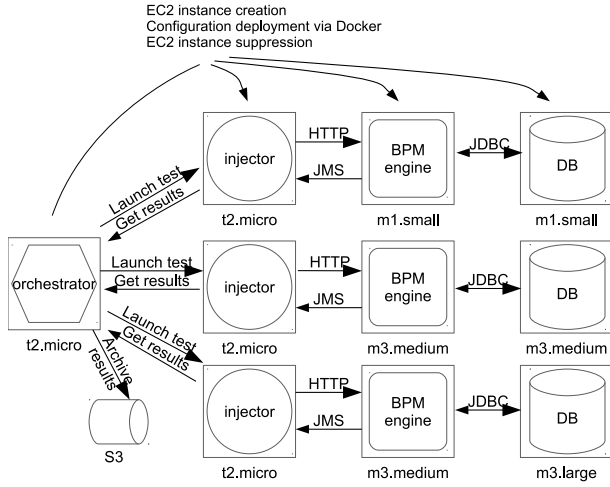 EC2 instance creation
Configuration deployment via Docker
EC2 instance suppression
HTTP
injector
JMS
BPM
engine
JDBC
DB
t2.micro
m1.small
m1.small
Launch test
Get results
orchestrator
Launch test
Get results
HTTP
injector
JMS
BPM
engine
JDBC
DB
t2.micro
t2.micro
m3.medium
m3.medium
Launch test
Get results
Archive
results
S3
HTTP
injector
JMS
BPM
engine
JDBC
DB
t2.micro
m3.medium
m3.large